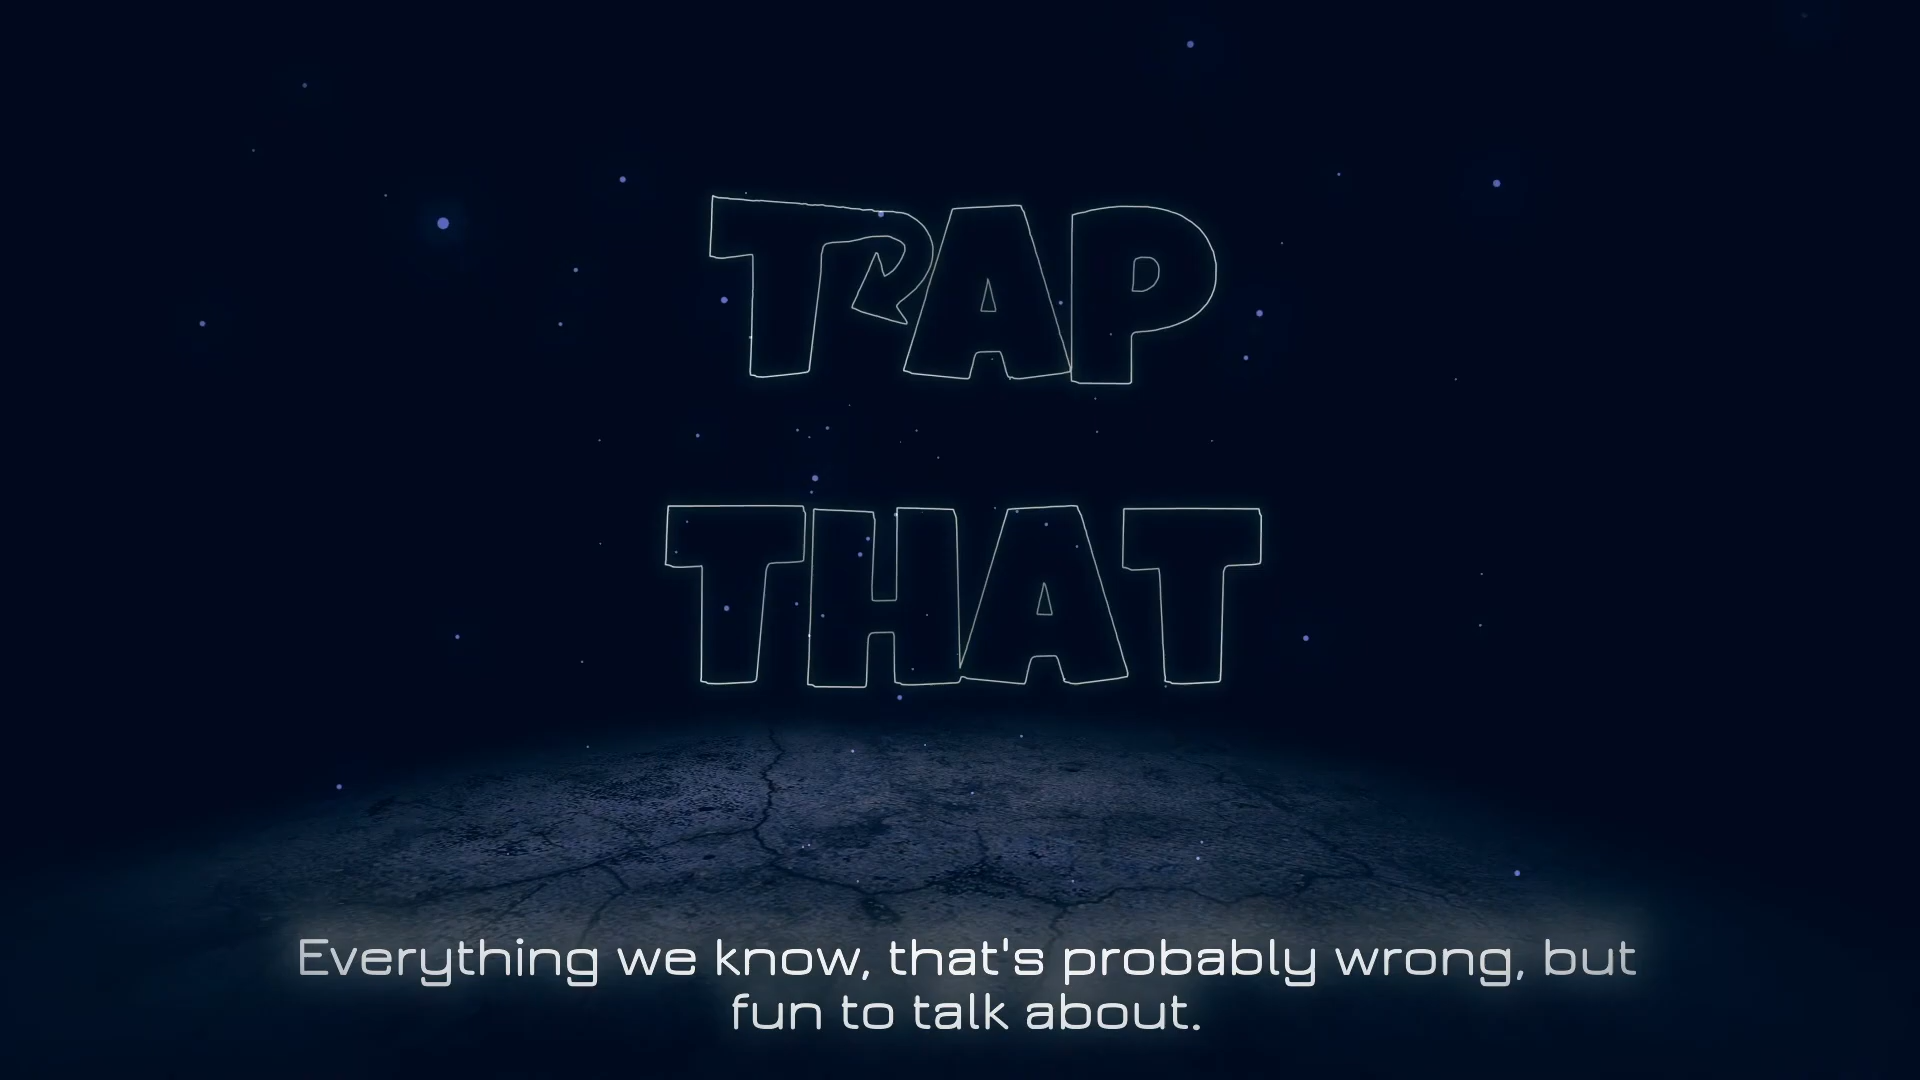 TRAP
THAT
Everything we know, that's probably wrong, but
fun to talk about.